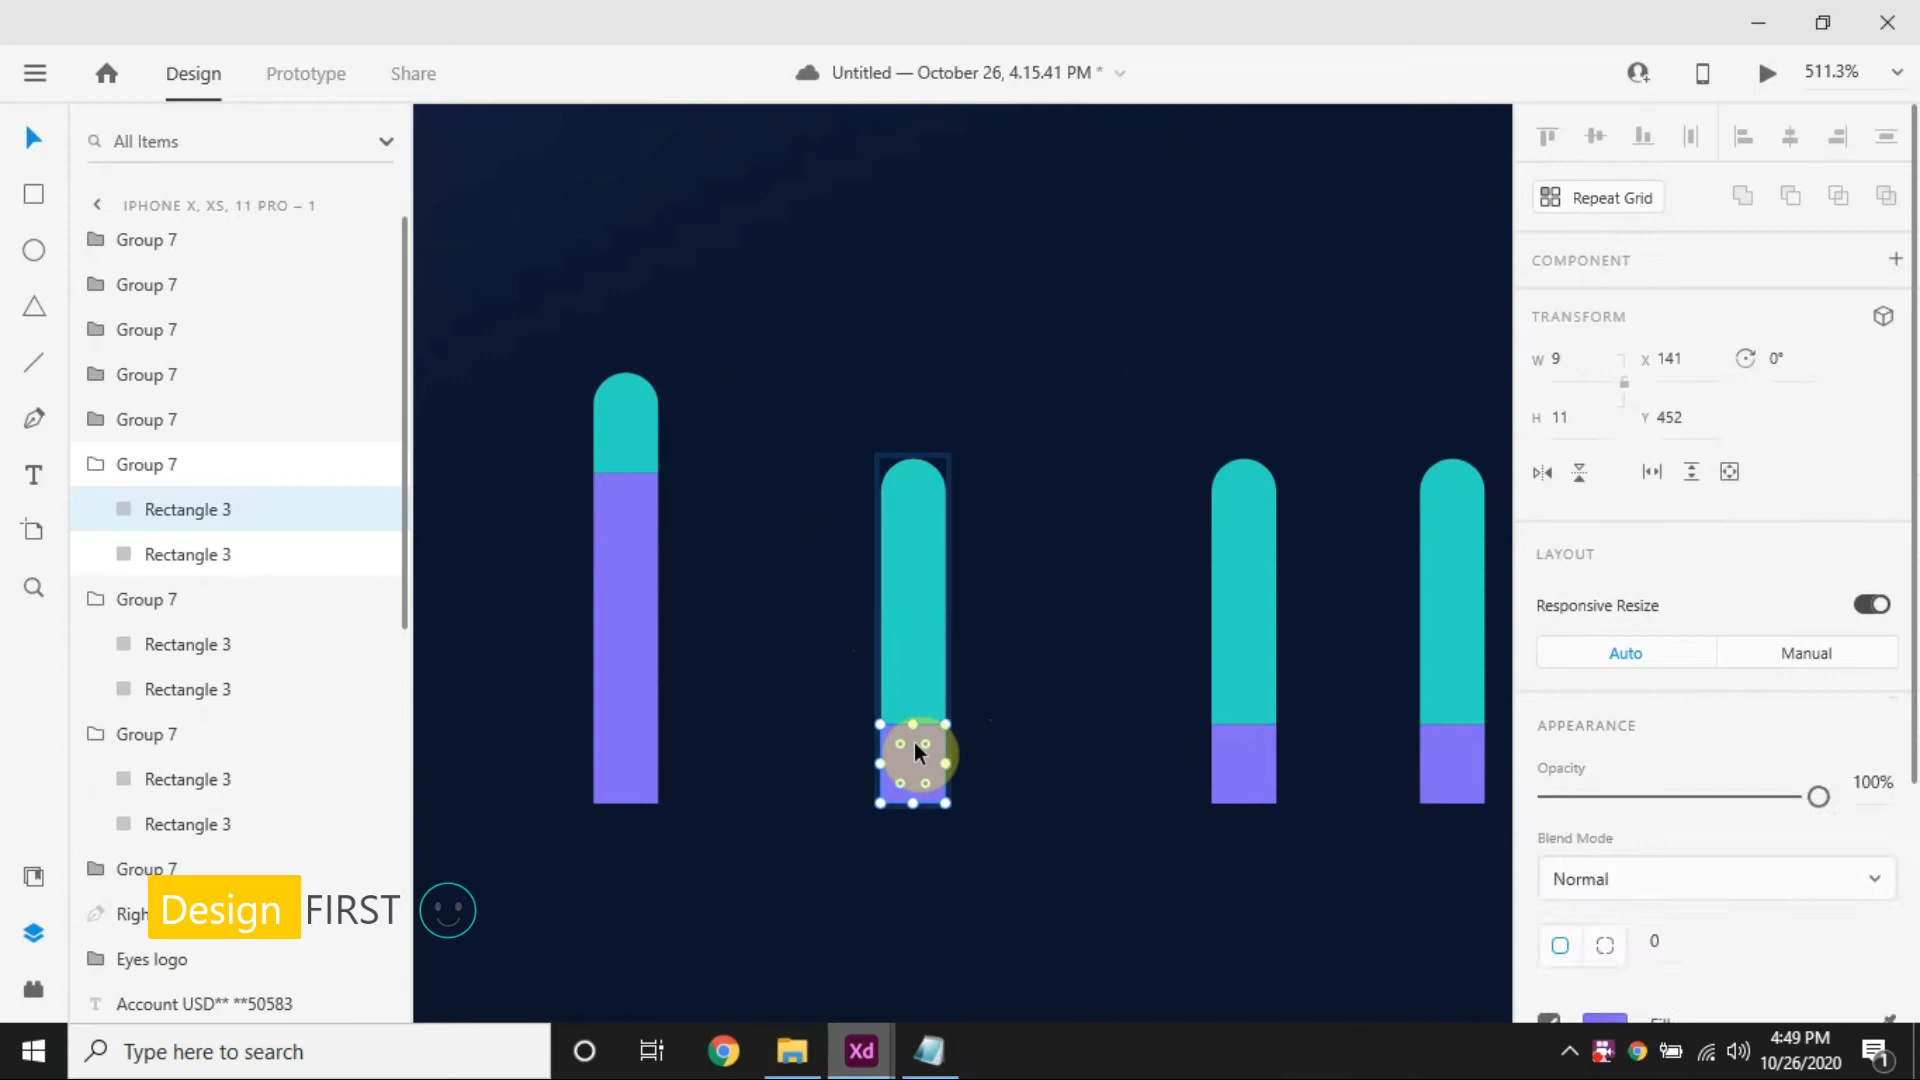 Design
Prototype
Share
Untitled — October 26, 4.15.41 PM *
511.3%
All Items
IPHONE X, XS, 11 PRO – 1
Group 7
Group 7
Group 7
Group 7
Group 7
Group 7
Rectangle 3
Rectangle 3
Group 7
Rectangle 3
Rectangle 3
Group 7
Rectangle 3
Rectangle 3
Group 7
Design FIRST
Eyes logo
T Account USD** **50583
Repeat Grid
COMPONENT
TRANSFORM
W 9
X 141
0°
H 11
Y 452
LAYOUT
Responsive Resize
Auto
Manual
APPEARANCE
Opacity
100%
Blend Mode
Normal
0
Type here to search
Xd
4:49 PM
10/26/2020
1